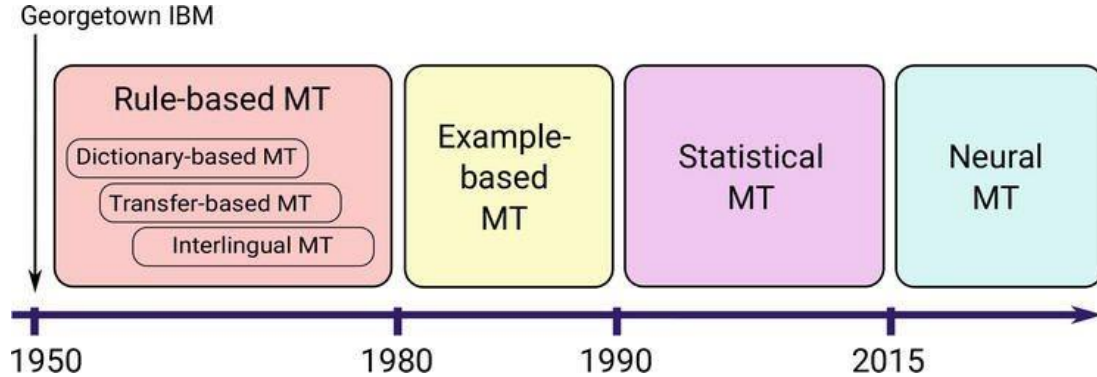 Georgetown IBM
Rule-based MT
Dictionary-based MT
Transfer-based MT
Interlingual MT
Example-
based
MT
Statistical
MT
Neural
MT
1950
1980
1990
2015